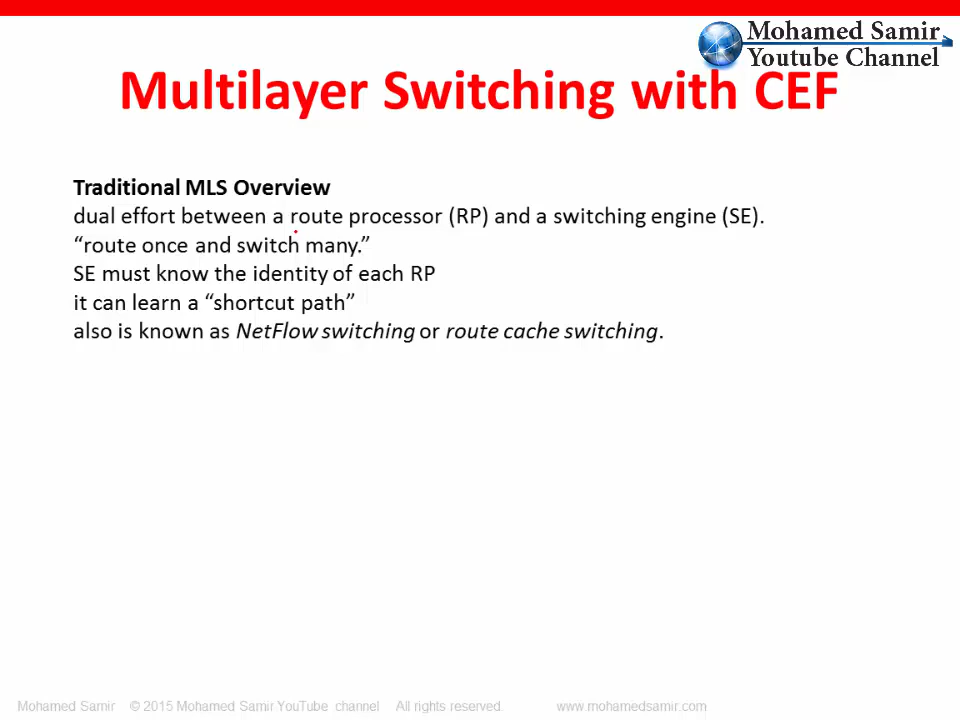 Mohamed Samir
Youtube Channel
Multilayer Switching with CEF
Traditional MLS Overview
dual effort between a route processor (RP) and a switching engine (SE).
“route once and switch many.”
SE must know the identity of each RP
it can learn a “shortcut path”
also is known as NetFlow switching or route cache switching.
Mohamed Samir © 2015 Mohamed Samir YouTube channel All rights reserved. www.mohamedsamir.com